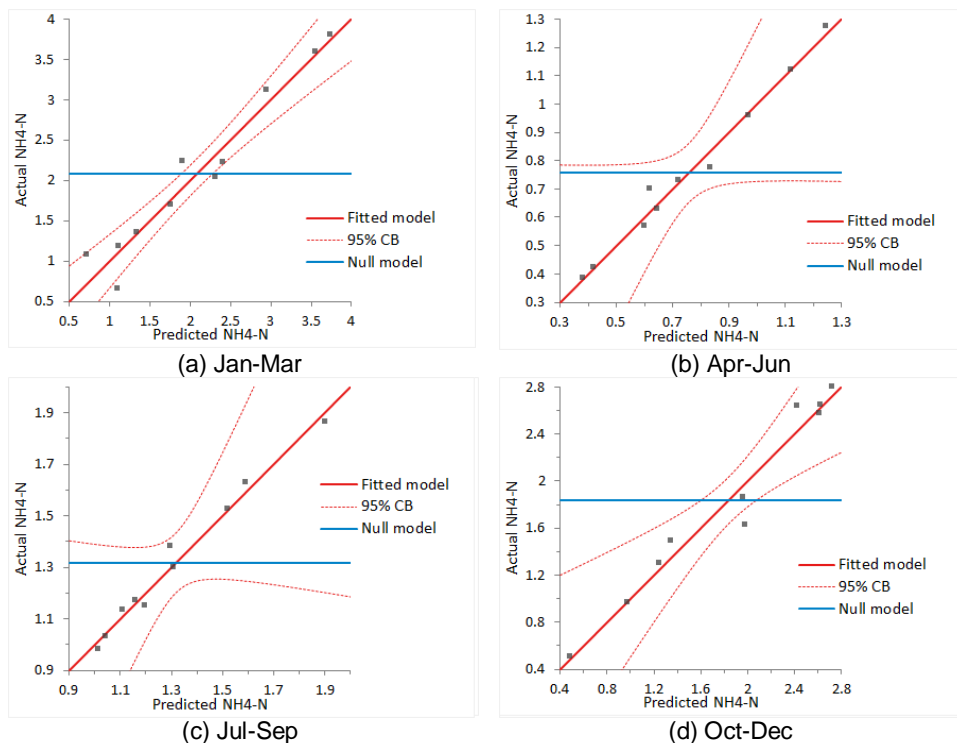 4
3.5
3
2.5
2
1.5
1
0.5
Actual NH4-N
0.5 1 1.5 2 2.5 3 3.5 4
Predicted NH4-N
Fitted model
95% CB
Null model
(a) Jan-Mar
1.3
1.2
1.1
1
0.9
0.8
0.7
0.6
0.5
0.4
0.3
Actual NH4-N
0.3 0.5 0.7 0.9 1.1 1.3
Predicted NH4-N
Fitted model
95% CB
Null model
(b) Apr-Jun
1.9
1.7
1.5
1.3
1.1
0.9
Actual NH4-N
0.9 1.1 1.3 1.5 1.7 1.9
Predicted NH4-N
Fitted model
95% CB
Null model
(c) Jul-Sep
2.8
2.4
2
1.6
1.2
0.8
0.4
Actual NH4-N
0.4 0.8 1.2 1.6 2 2.4 2.8
Predicted NH4-N
Fitted model
95% CB
Null model
(d) Oct-Dec